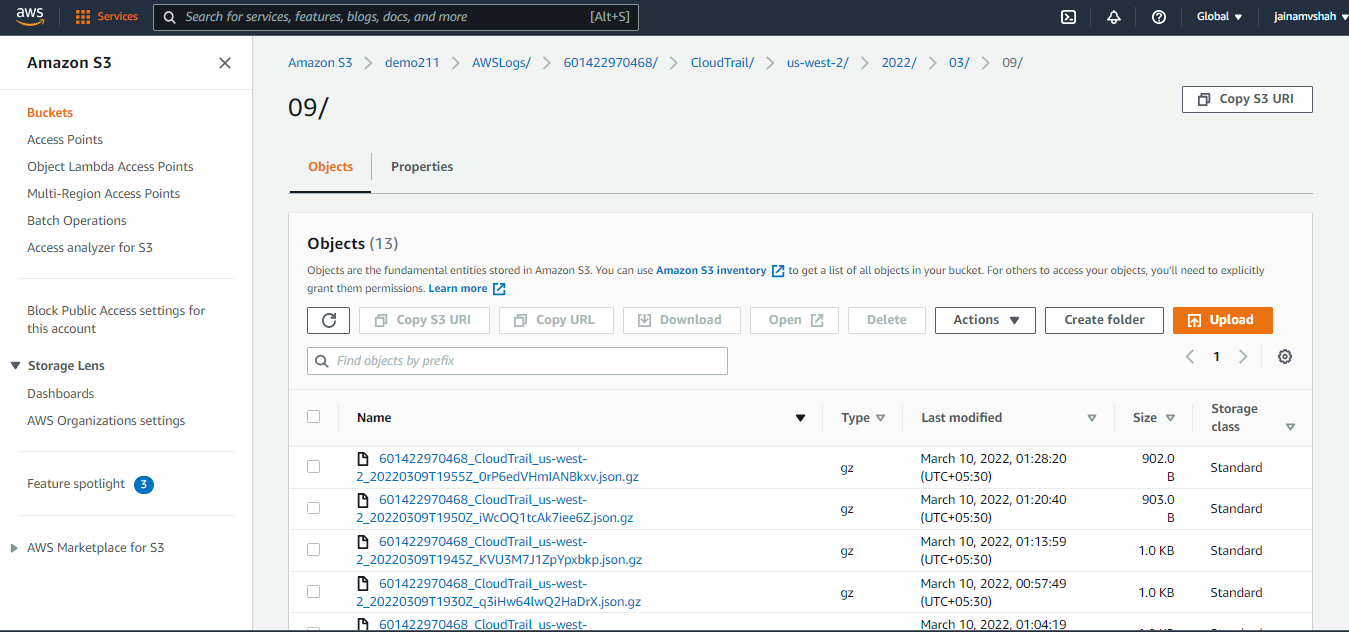 aws Services Search for services, features, blogs, docs, and more [Alt+S] Global jainamvshah
Amazon S3
Buckets
Access Points
Object Lambda Access Points
Multi-Region Access Points
Batch Operations
Access analyzer for S3
Block Public Access settings for
this account
Storage Lens
Dashboards
AWS Organizations settings
Feature spotlight 3
AWS Marketplace for S3
Amazon S3 demo211 AWSLogs/ 601422970468/ CloudTrail/ us-west-2/ 2022/ 03/ 09/
09/
Copy S3 URI
Objects Properties
Objects (13)
Objects are the fundamental entities stored in Amazon S3. You can use Amazon S3 inventory to get a list of all objects in your bucket. For others to access your objects, you'll need to explicitly
grant them permissions. Learn more
Copy S3 URI Copy URL Download Open Delete Actions Create folder Upload
Find objects by prefix
1
Name Type Last modified Size Storage
class
601422970468_CloudTrail_us-west-
2_20220309T1955Z_0rP6edVHmIANBkxv.json.gz
gz
March 10, 2022, 01:28:20
(UTC+05:30)
902.0
B
Standard
601422970468_CloudTrail_us-west-
2_20220309T1950Z_iWcOQ1tcAk7iee6Z.json.gz
gz
March 10, 2022, 01:20:40
(UTC+05:30)
903.0
B
Standard
601422970468_CloudTrail_us-west-
2_20220309T1945Z_KVU3M7J1ZpYpxbkp.json.gz
gz
March 10, 2022, 01:13:59
(UTC+05:30)
1.0 KB
Standard
601422970468_CloudTrail_us-west-
2_20220309T1930Z_q3iHw64lwQ2HaDrX.json.gz
gz
March 10, 2022, 00:57:49
(UTC+05:30)
1.0 KB
Standard
601422970468_CloudTrail_us-west-
March 10, 2022, 01:04:19